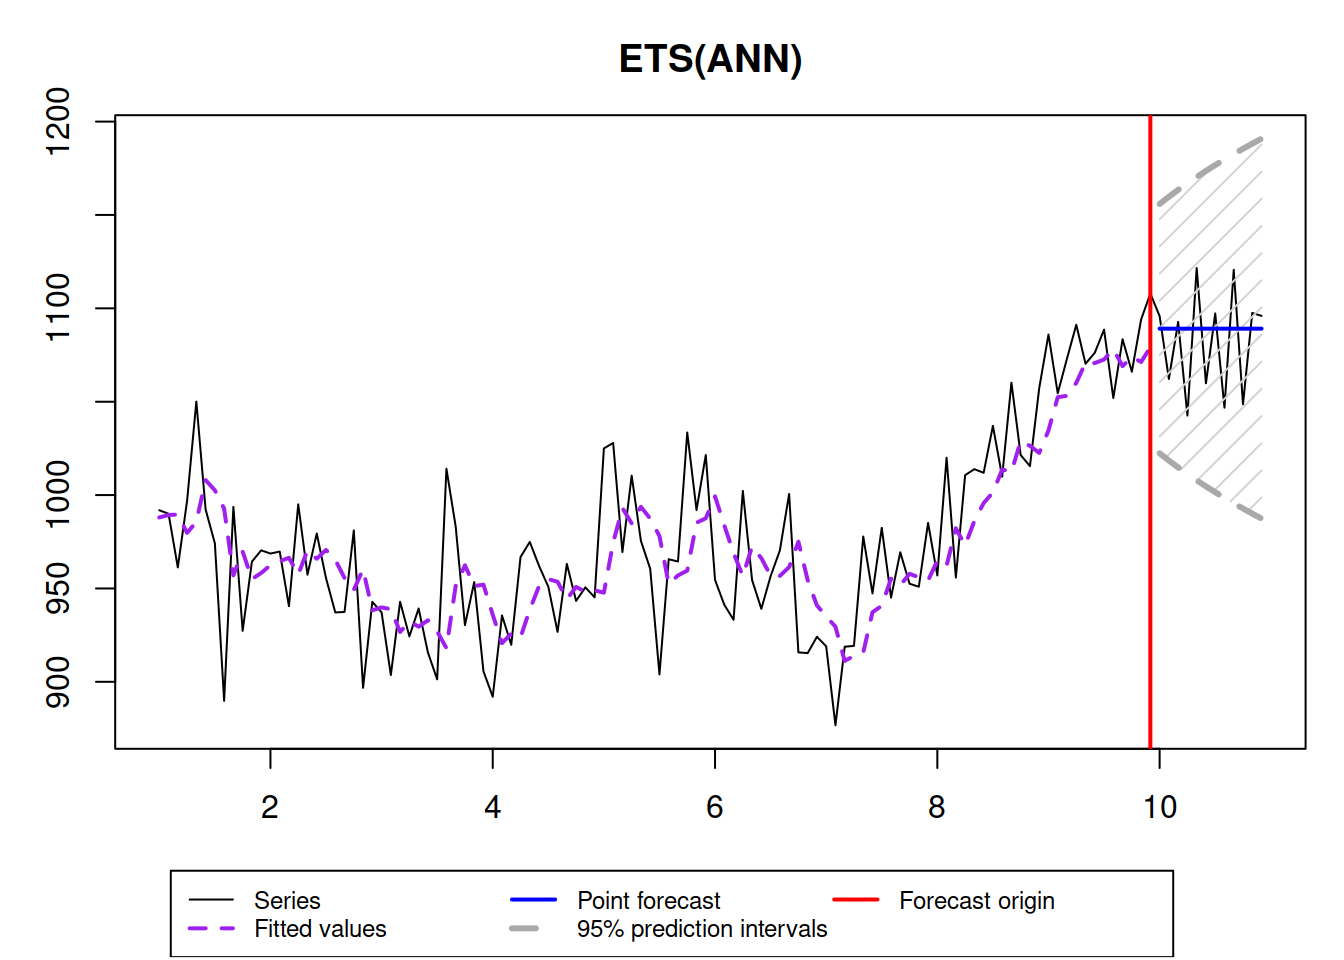 ETS(ANN)
1200
1100
1000
950
900
2 4 6 8 10
Series Point forecast Forecast origin
Fitted values 95% prediction intervals